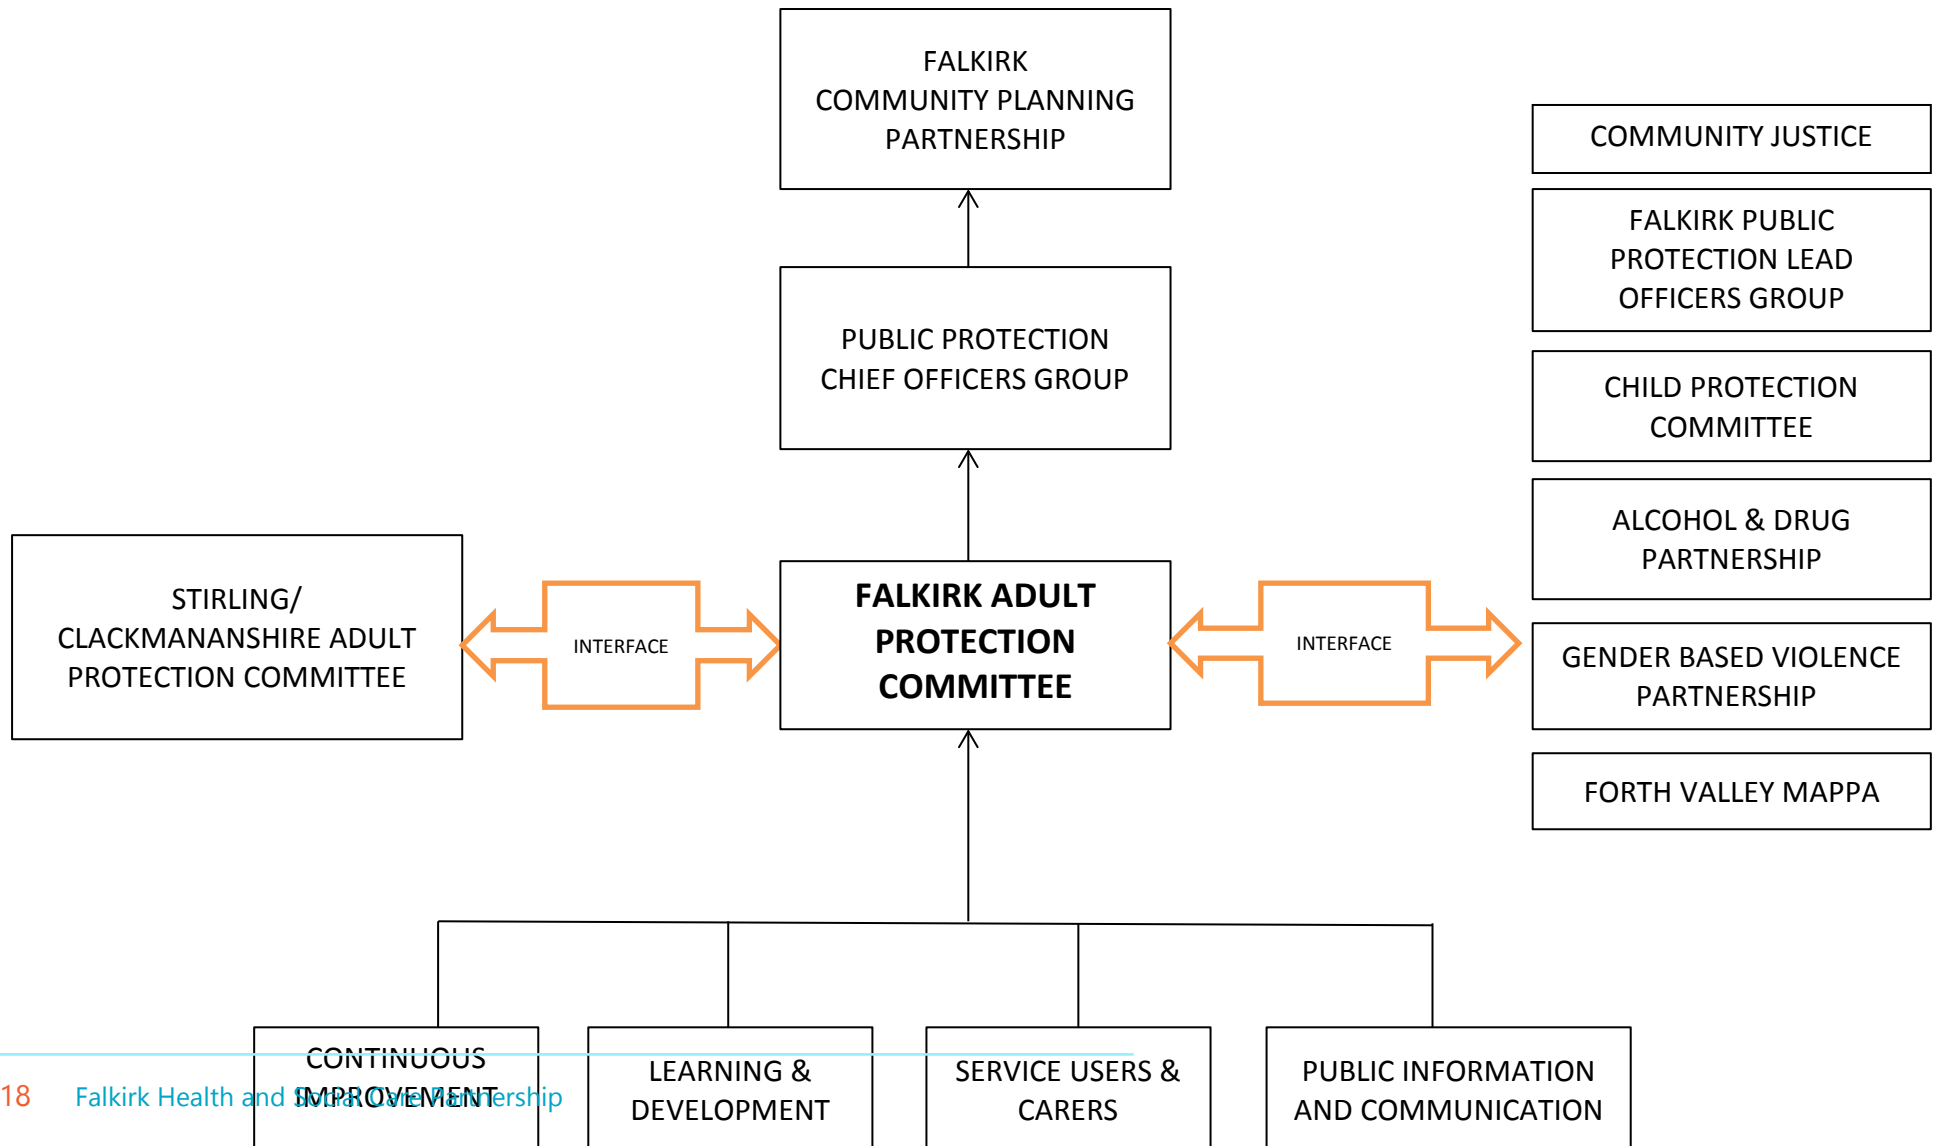 FALKIRK
COMMUNITY PLANNING
PARTNERSHIP
PUBLIC PROTECTION
CHIEF OFFICERS GROUP
STIRLING/
CLACKMANANSHIRE ADULT
PROTECTION COMMITTEE
INTERFACE
FALKIRK ADULT
PROTECTION
COMMITTEE
INTERFACE
COMMUNITY JUSTICE
FALKIRK PUBLIC
PROTECTION LEAD
OFFICERS GROUP
CHILD PROTECTION
COMMITTEE
ALCOHOL & DRUG
PARTNERSHIP
GENDER BASED VIOLENCE
PARTNERSHIP
FORTH VALLEY MAPPA
CONTINUOUS
IMPROVEMENT
LEARNING &
DEVELOPMENT
SERVICE USERS &
CARERS
PUBLIC INFORMATION
AND COMMUNICATION
18 Falkirk Health and Social Care Partnership